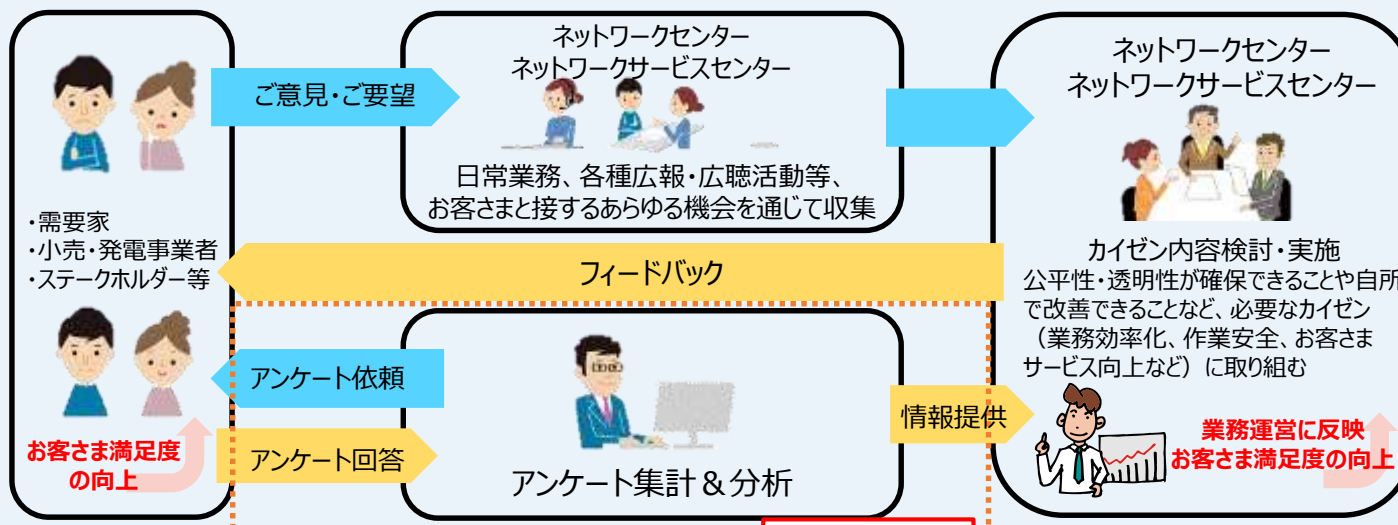 ご意見・ご要望
ネットワークセンター
ネットワークサービスセンター
日常業務、各種広報・広聴活動等、
お客さまと接するあらゆる機会を通じて収集
ネットワークセンター
ネットワークサービスセンター
・需要家
・小売・発電事業者
・ステークホルダー等
フィードバック
カイゼン内容検討・実施
公平性・透明性が確保できることや自所
で改善できることなど、必要なカイゼン
（業務効率化、作業安全、お客さま
サービス向上など）に取り組む
アンケート依頼
お客さま満足度
の向上
アンケート回答
アンケート集計＆分析
情報提供
業務運営に反映
お客さま満足度の向上